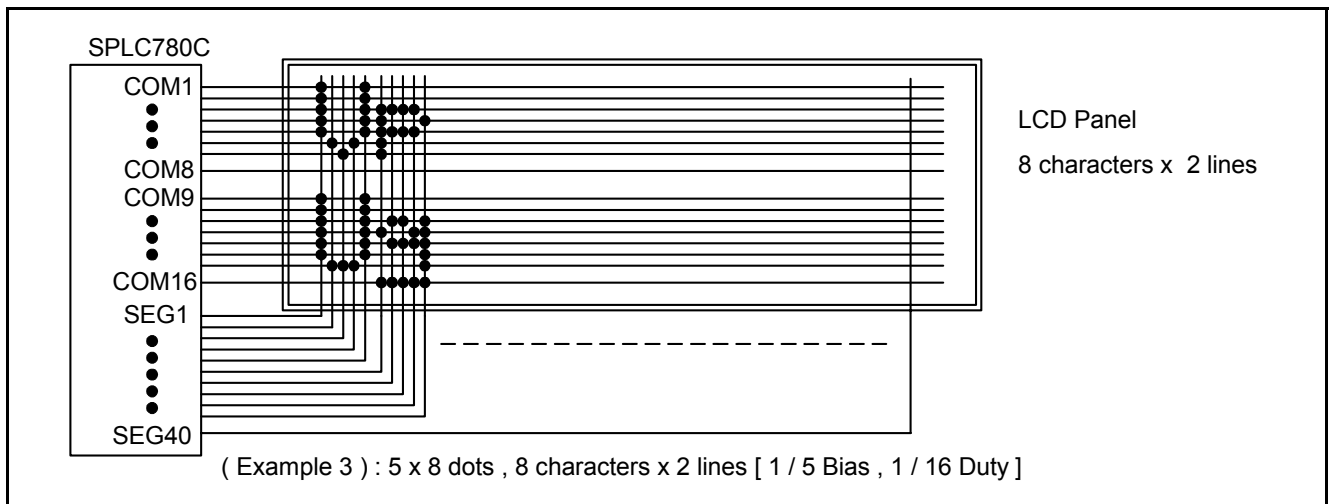 SPLC780C
COM1
COM8
COM9
COM16
SEG1
SEG40
LCD Panel
8 characters x 2 lines
( Example 3 ) : 5 x 8 dots , 8 characters x 2 lines [ 1 / 5 Bias , 1 / 16 Duty ]